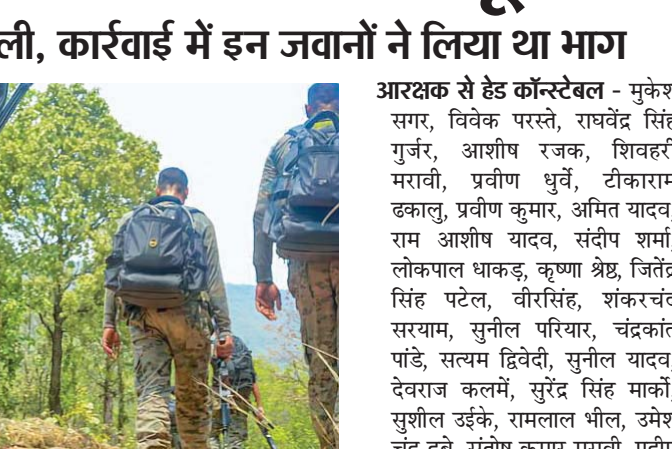 ली, कार्रवाई में इन जवानों ने लिया था भाग
आरक्षक से हेड कॉन्स्टेबल - मुकेश
सगर, विवेक परस्ते, राघवेंद्र सिंह
गुर्जर, आशीष रजक, शिवहरी
मरावी, प्रवीण धुर्वे, टीकाराम
ढकालु, प्रवीण कुमार, अमित यादव,
राम आशीष यादव, संदीप शर्मा,
लोकपाल धाकड़, कृष्णा श्रेष्ठ, जितेंद्र
सिंह पटेल, वीरसिंह, शंकरचंद
सरयाम, सुनील परियार, चंद्रकांत
पांडे, सत्यम द्विवेदी, सुनील यादव,
देवराज कलमें, सुरेंद्र सिंह मार्को,
सुशील उईके, रामलाल भील, उमेश